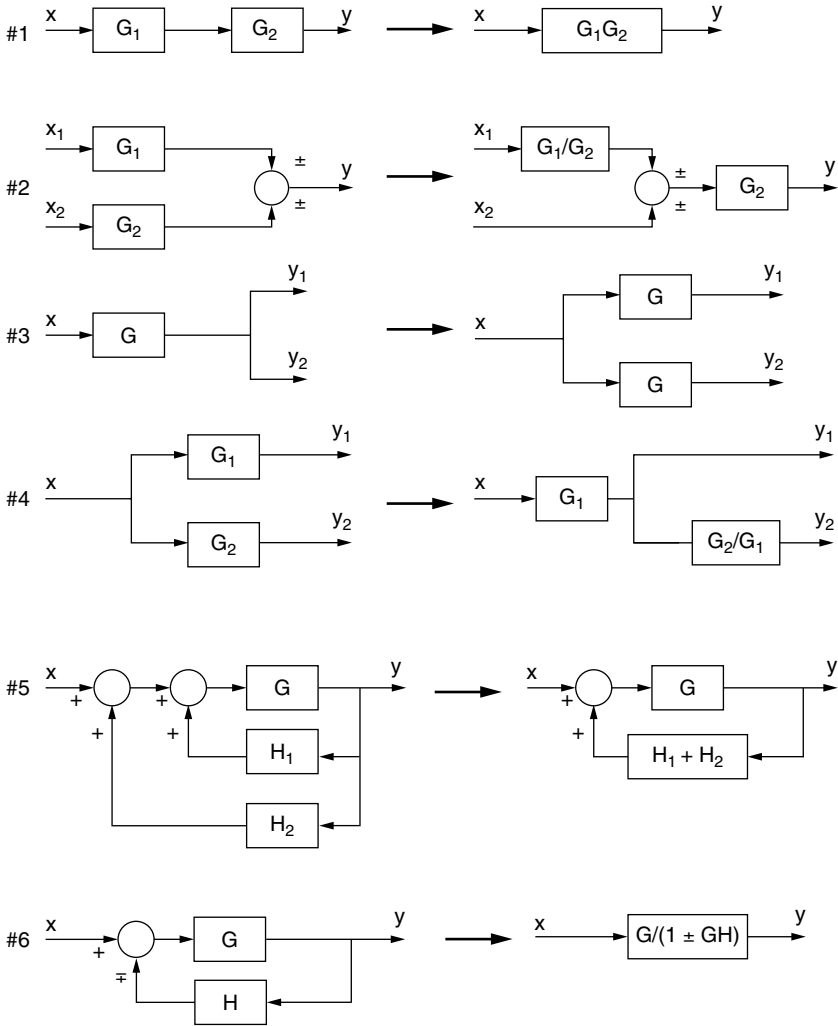 #1 x G₁ G₂ y x G₁G₂ y
x₁ G₁ ± y x₁ G₁/G₂ ± y
#2 ± ± G₂
x₂ G₂ x₂
y₁ y₁
#3 x G x G
y₂ G y₂
x G₁ y₁ y₁
#4 x G₁
G₂ y₂ G₂/G₁ y₂
#5 x + + G y x + G y
+ + H₁ + H₁ + H₂
H₂
#6 x + G y x G/(1 ± GH) y
∓ H